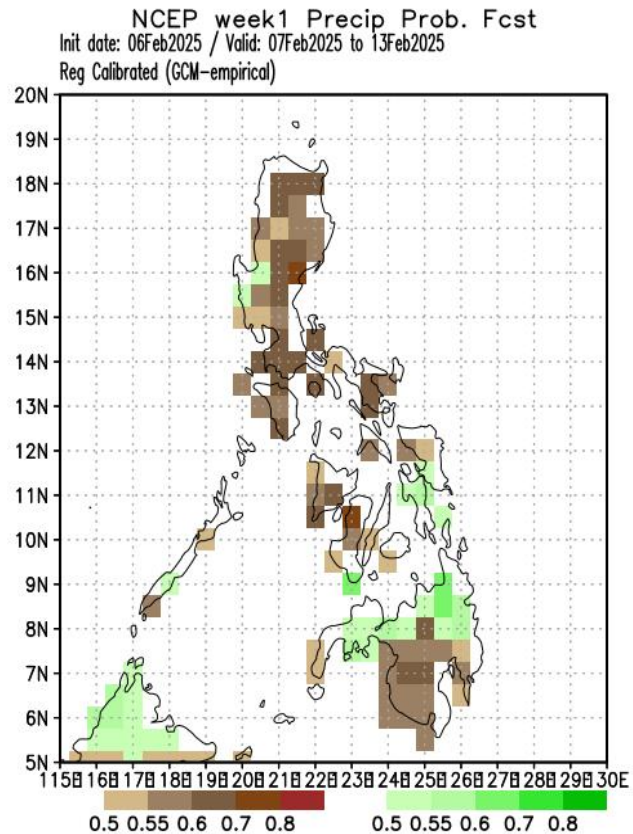 NCEP week1 Precip Prob. Fcst
Init date: 06Feb2025 / Valid: 07Feb2025 to 13Feb2025
Reg Calibrated (GCM-empirical)
20N
19N
18N
17N
16N
15N
14N
13N
12N
11N
10N
9N
8N
7N
6N
5N
115E 116E 117E 118E 119E 120E 121E 122E 123E 124E 125E 126E 127E 128E 129E 130E
0.5 0.55 0.6 0.7 0.8 0.5 0.55 0.6 0.7 0.8